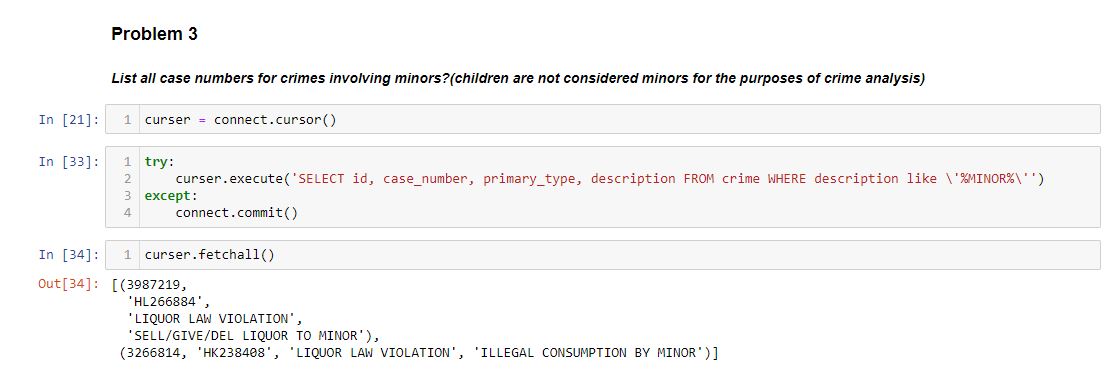 Problem 3
List all case numbers for crimes involving minors?(children are not considered minors for the purposes of crime analysis)
In [21]: 1 curser = connect.cursor()
In [33]: 1 try:
2 curser.execute('SELECT id, case_number, primary_type, description FROM crime WHERE description like \'%MINOR%\'')
3 except:
4 connect.commit()
In [34]: 1 curser.fetchall()
Out[34]: [(3987219,
'HL266884',
'LIQUOR LAW VIOLATION',
'SELL/GIVE/DEL LIQUOR TO MINOR'),
(3266814, 'HK238408', 'LIQUOR LAW VIOLATION', 'ILLEGAL CONSUMPTION BY MINOR')]